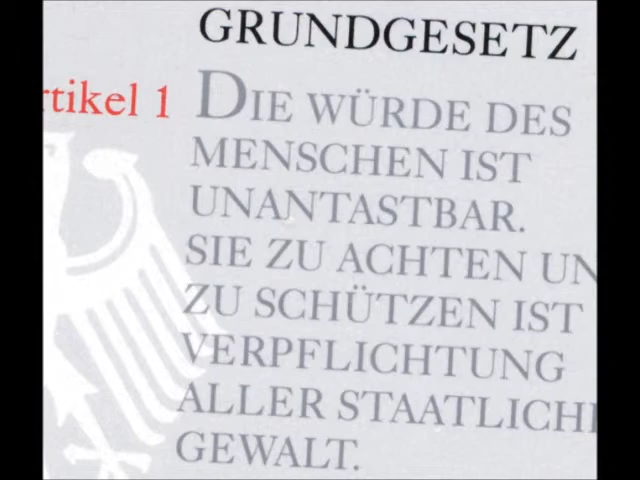 GRUNDGESETZ
rtikel 1 DIE WÜRDE DES
MENSCHEN IST
UNANTASTBAR.
SIE ZU ACHTEN UN
ZU SCHÜTZEN IST
VERPFLICHTUNG
ALLER STAATLICH
GEWALT.